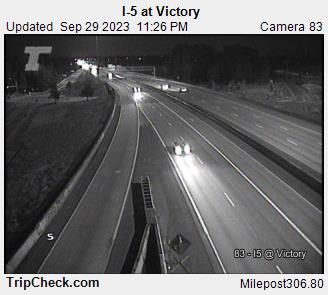 I-5 at Victory
Updated Sep 29 2023 11:26 PM Camera 83
T
S
83 - I5 @ Victory
TripCheck.com Milepost306.80